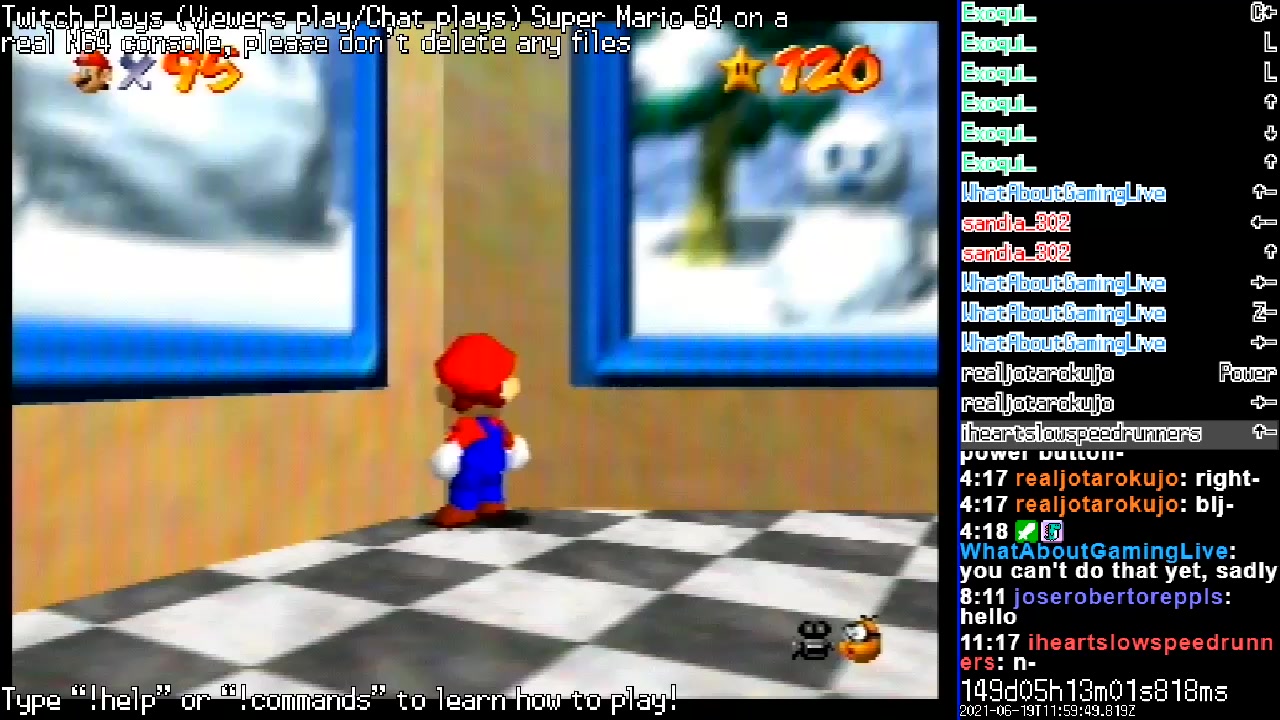 Twitch Plays (Viewers play/Chat plays) Super Mario 64 on a
real N64 console, please don't delete any files
95
120
Type “!help” or “!commands” to learn how to play!
Exoqui_ C←
Exoqui_ L
Exoqui_ L
Exoqui_ ↑
Exoqui_ ↓
Exoqui_ ↑
WhatAboutGamingLive ↑-
sandia_302 ←-
sandia_302 ↑
WhatAboutGamingLive →-
WhatAboutGamingLive Z-
WhatAboutGamingLive →-
realjotarokujo Power
realjotarokujo →-
iheartslowspeedrunners ↑-
power button-
4:17 realjotarokujo: right-
4:17 realjotarokujo: blj-
4:18
WhatAboutGamingLive:
you can't do that yet, sadly
8:11 joserobertoreppls:
hello
11:17 iheartslowspeedrunn
ers: n-
149d05h13m01s818ms
2021-06-19T11:59:49.819Z